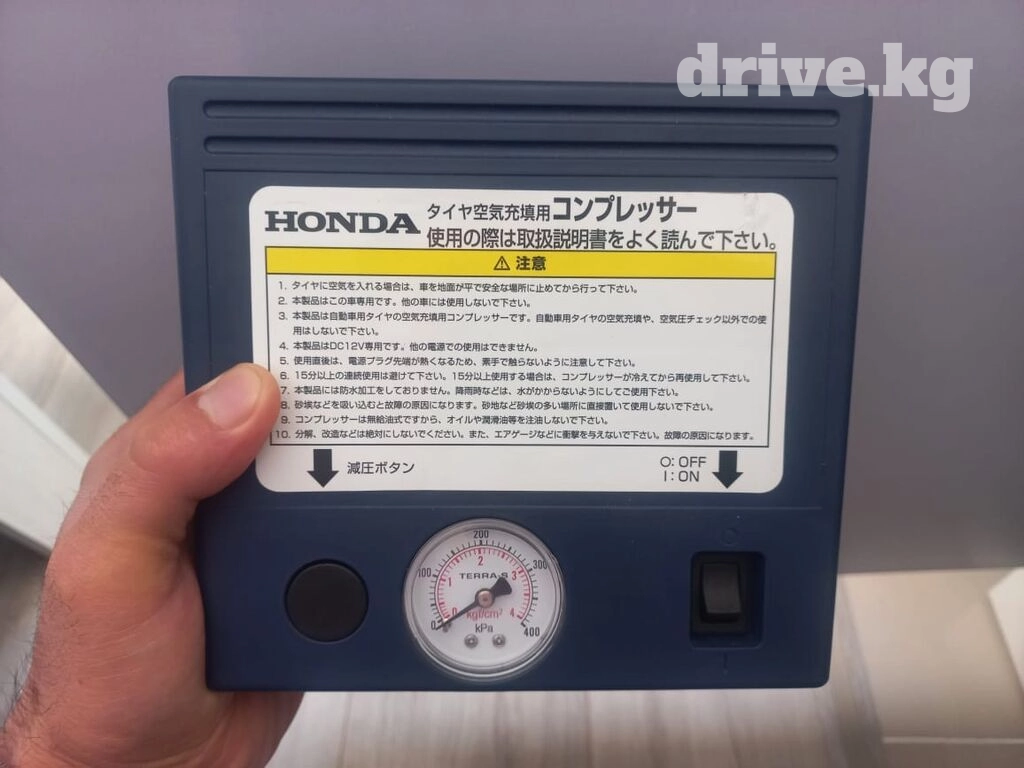 drive.kg
HONDA タイヤ空気充填用コンプレッサー
使用の際は取扱説明書をよく読んで下さい。
⚠ 注意
1. タイヤに空気を入れる場合は、車を地面が平で安全な場所に止めてから行って下さい。
2. 本製品はこの車専用です。他の車には使用しないで下さい。
3. 本製品は自動車用タイヤの空気充填用コンプレッサーです。自動車用タイヤの空気充填や、空気圧チェック以外での使
用はしないで下さい。
4. 本製品はDC12V専用です。他の電源での使用はできません。
5. 使用直後は、電源プラグ先端が熱くなるため、素手で触らないように注意して下さい。
6. 15分以上の連続使用は避けて下さい。15分以上使用する場合は、コンプレッサーが冷えてから再使用して下さい。
7. 本製品には防水加工をしておりません。降雨時などは、水がかからないようにしてご使用下さい。
8. 砂埃などを吸い込むと故障の原因になります。砂地など砂埃の多い場所に直接置いて使用しないで下さい。
9. コンプレッサーは無給油式ですから、オイルや潤滑油等を注油しないで下さい。
10. 分解、改造などは絶対にしないでください。また、エアゲージなどに衝撃を与えないで下さい。故障の原因になります。
減圧ボタン
O: OFF
I: ON
0 100 200 300 400
0 1 2 3 4
TERRA-S
kgf/cm²
kPa